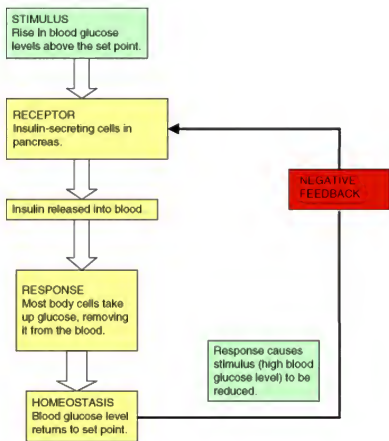 STIMULUS
Rise In blood glucose
levels above the set point.
RECEPTOR
Insulin-secreting cells in
pancreas.
NEGATIVE
FEEDBACK
Insulin released into blood
RESPONSE
Most body cells take
up glucose, removing
it from the blood.
Response causes
stimulus (high blood
glucose level) to be
reduced.
HOMEOSTASIS
Blood glucose level
returns to set point.